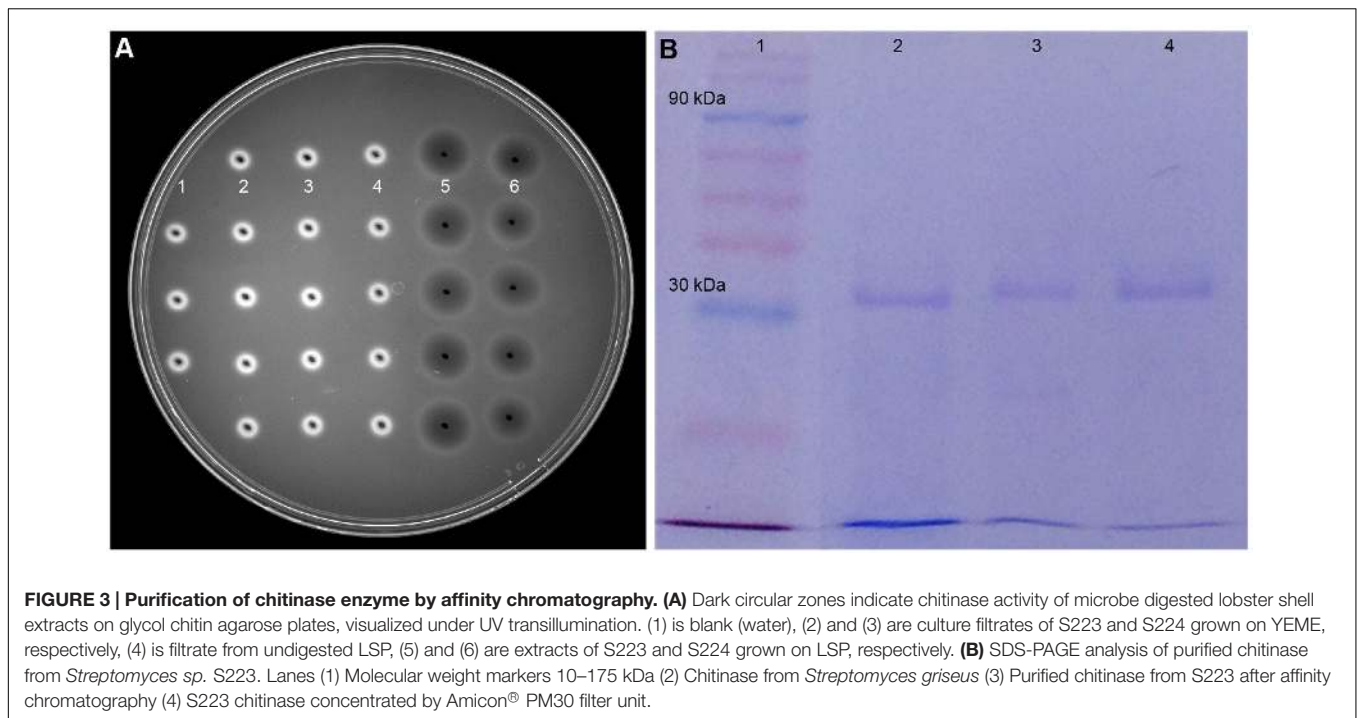 A
1 2 3 4 5 6
B
1 2 3 4
90 kDa
30 kDa
FIGURE 3 | Purification of chitinase enzyme by affinity chromatography. (A) Dark circular zones indicate chitinase activity of microbe digested lobster shell
extracts on glycol chitin agarose plates, visualized under UV transillumination. (1) is blank (water), (2) and (3) are culture filtrates of S223 and S224 grown on YEME,
respectively, (4) is filtrate from undigested LSP, (5) and (6) are extracts of S223 and S224 grown on LSP, respectively. (B) SDS-PAGE analysis of purified chitinase
from Streptomyces sp. S223. Lanes (1) Molecular weight markers 10–175 kDa (2) Chitinase from Streptomyces griseus (3) Purified chitinase from S223 after affinity
chromatography (4) S223 chitinase concentrated by Amicon® PM30 filter unit.